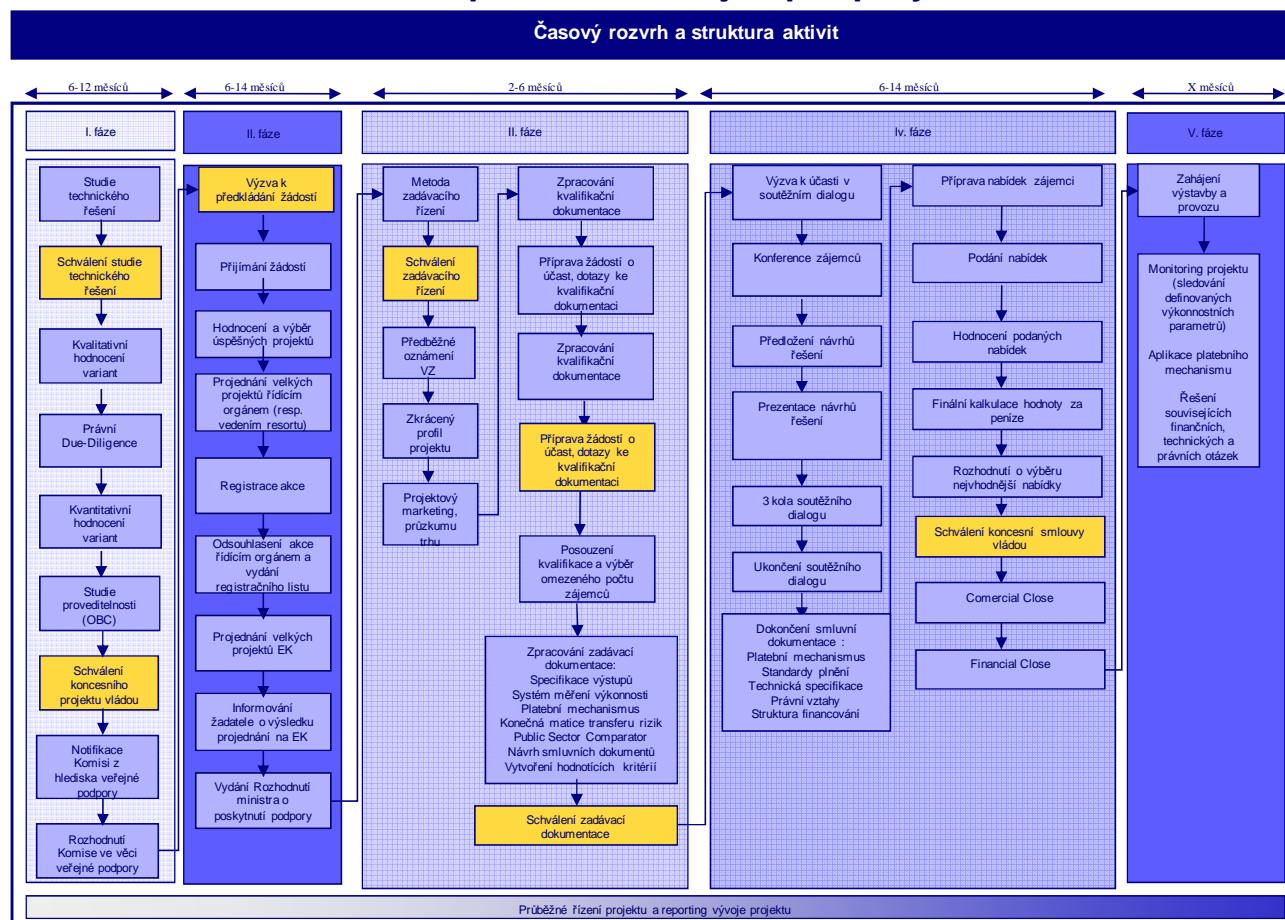 Časový rozvrh a struktura aktivit
6-12 měsíců
6-14 měsíců
2-6 měsíců
6-14 měsíců
X měsíců
I. fáze
II. fáze
II. fáze
Iv. fáze
V. fáze
Studie
technického
řešení
Schválení studie
technického
řešení
Kvalitativní
hodnocení
variant
Právní
Due-Diligence
Kvantitativní
hodnocení
variant
Studie
proveditelnosti
(OBC)
Schválení
koncesního
projektu vládou
Notifikace
Komisi z
hlediska veřejné
podpory
Rozhodnutí
Komise ve věci
veřejné podpory
Výzva k
předkládání žádostí
Přijímání žádostí
Hodnocení a výběr
úspěšných projektů
Projednání velkých
projektů řídícím
orgánem (resp.
vedením resortu)
Registrace akce
Odsouhlasení akce
řídícím orgánem a
vydání
registračního listu
Projednání velkých
projektů EK
Informování
žadatele o výsledku
projednání na EK
Vydání Rozhodnutí
ministra o
poskytnutí podpory
Metoda
zadávacího
řízení
Schválení
zadávacího
řízení
Předběžné
oznámení
VZ
Zkrácený
profil
projektu
Projektový
marketing,
průzkumu
trhu
Zpracování
kvalifikační
dokumentace
Příprava žádostí o
účast, dotazy ke
kvalifikační
dokumentaci
Zpracování
kvalifikační
dokumentace
Příprava žádostí o
účast, dotazy ke
kvalifikační
dokumentaci
Posouzení
kvalifikace a výběr
omezeného počtu
zájemců
Zpracování zadávací
dokumentace:
Specifikace výstupů
Systém měření výkonnosti
Platební mechanismus
Konečná matice transferu rizik
Public Sector Comparator
Návrh smluvních dokumentů
Vytvoření hodnotících kritérií
Schválení zadávací
dokumentace
Výzva k účasti v
soutěžním dialogu
Konference zájemců
Předložení návrhů
řešení
Prezentace návrhů
řešení
3 kola soutěžního
dialogu
Ukončení soutěžního
dialogu
Dokončení smluvní
dokumentace :
Platební mechanismus
Standardy plnění
Technická specifikace
Právní vztahy
Struktura financování
Příprava nabídek zájemci
Podání nabídek
Hodnocení podaných
nabídek
Finální kalkulace hodnoty za
peníze
Rozhodnutí o výběru
nejvhodnější nabídky
Schválení koncesní smlouvy
vládou
Comercial Close
Financial Close
Zahájení
výstavby a
provozu
Monitoring projektu
(sledování
definovaných
výkonnostních
parametrů)
Aplikace platebního
mechanismu
Řešení
souvisejících
finančních,
technických a
právních otázek
Průběžné řízení projektu a reporting vývoje projektu